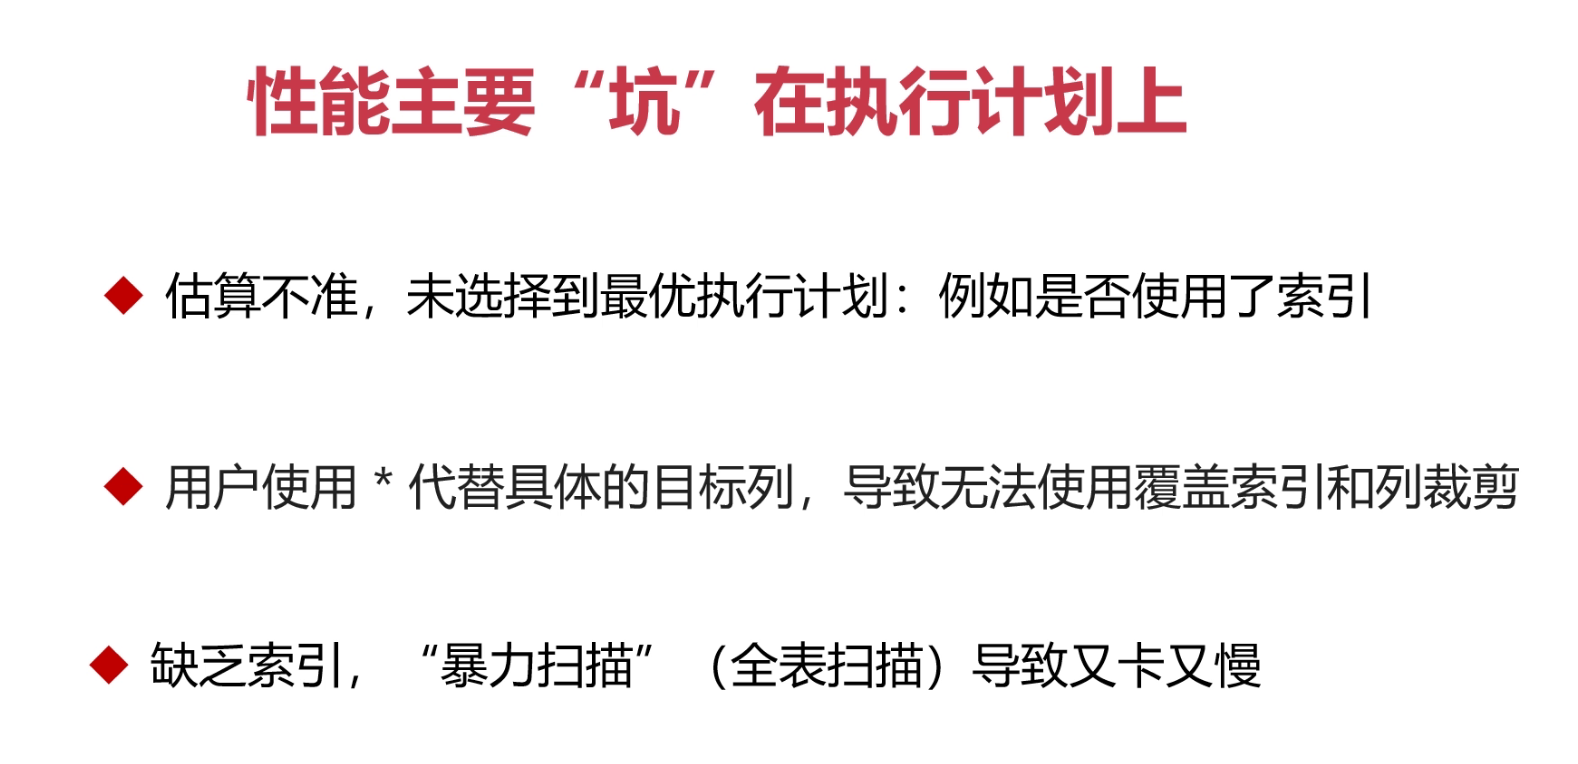 性能主要“坑”在执行计划上
◆ 估算不准，未选择到最优执行计划：例如是否使用了索引
◆ 用户使用 * 代替具体的目标列，导致无法使用覆盖索引和列裁剪
◆ 缺乏索引，“暴力扫描”（全表扫描）导致又卡又慢